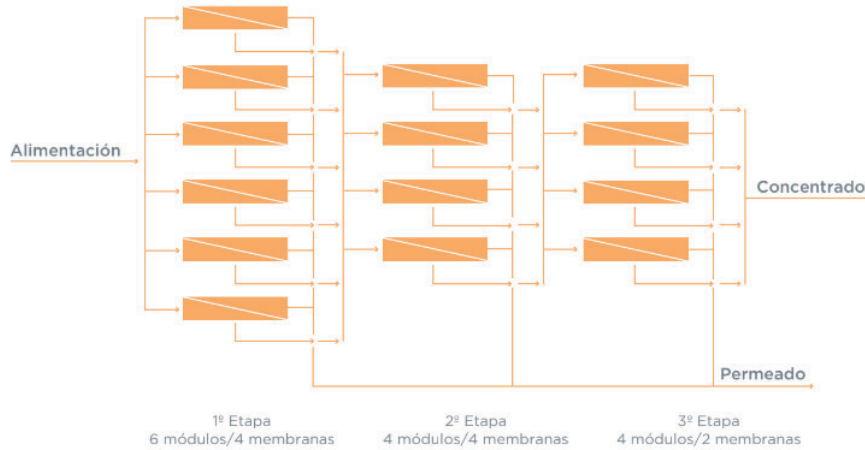 Alimentación
Concentrado
Permeado
1º Etapa
6 módulos/4 membranas
2º Etapa
4 módulos/4 membranas
3º Etapa
4 módulos/2 membranas